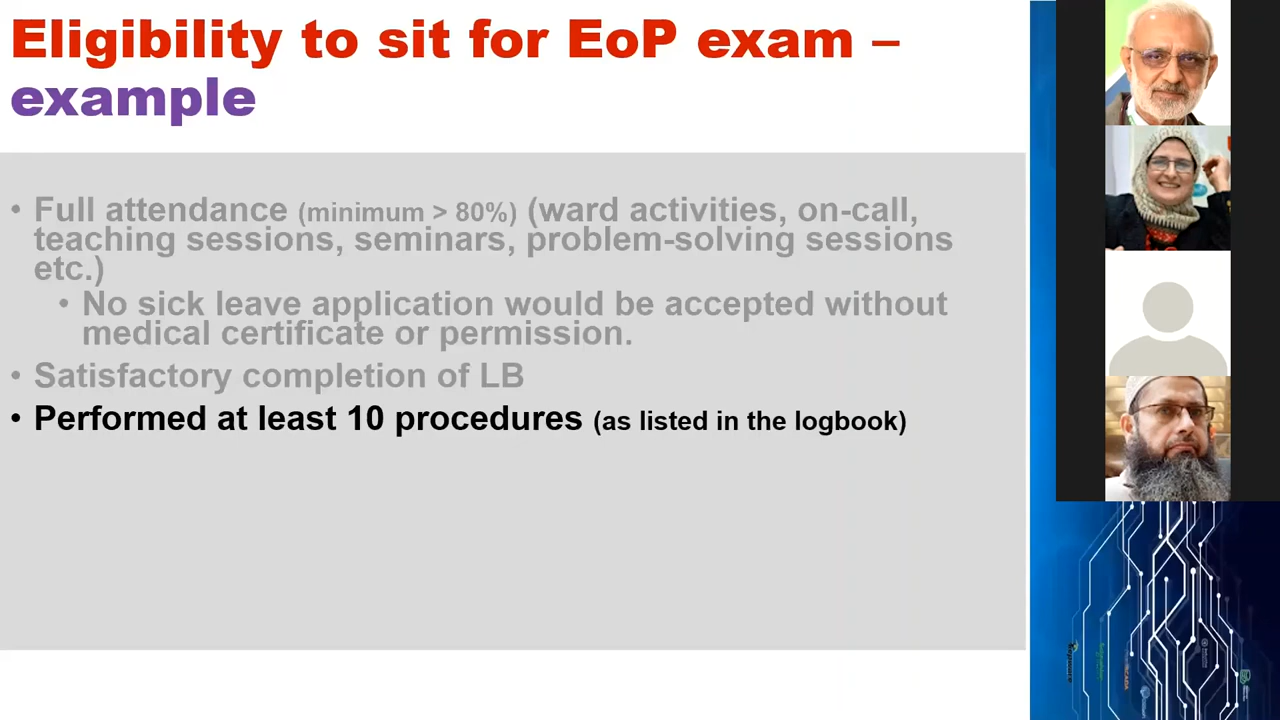 Eligibility to sit for EoP exam –
example
• Full attendance (minimum > 80%) (ward activities, on-call,
teaching sessions, seminars, problem-solving sessions
etc.)
• No sick leave application would be accepted without
medical certificate or permission.
• Satisfactory completion of LB
• Performed at least 10 procedures (as listed in the logbook)